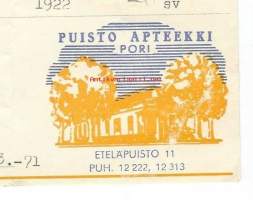 1922 sv
PUISTO APTEEKKI
PORI
ETELÄPUISTO 11
PUH. 12 222, 12 313
.-71